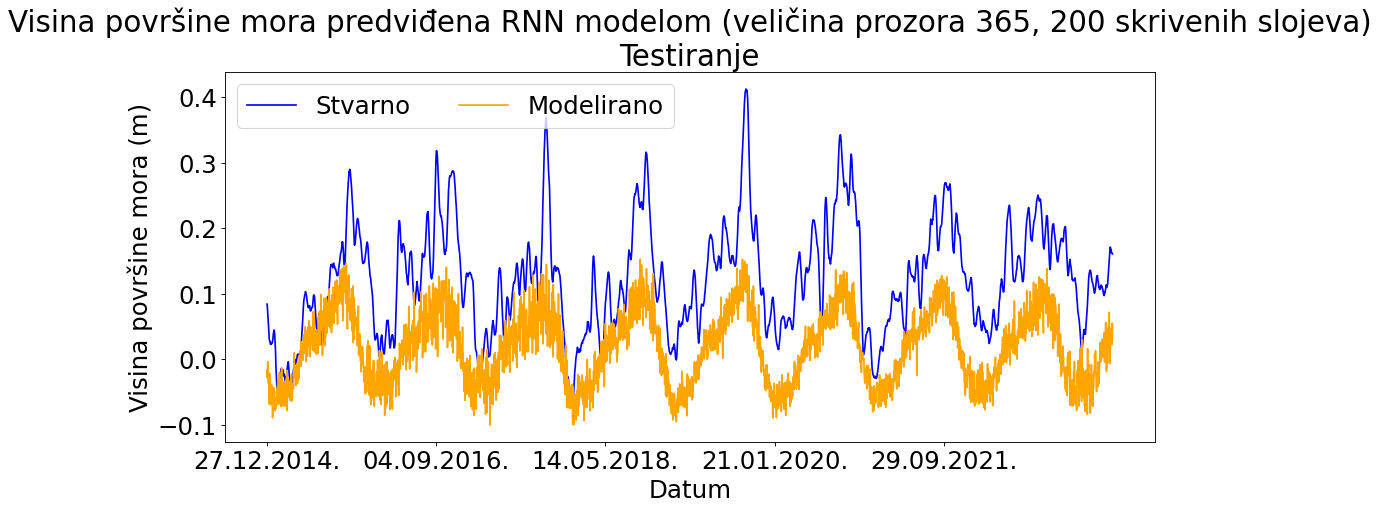 Visina površine mora predviđena RNN modelom (veličina prozora 365, 200 skrivenih slojeva)
Testiranje
Stvarno
Modelirano
Visina površine mora (m)
0.4
0.3
0.2
0.1
0.0
−0.1
27.12.2014.
04.09.2016.
14.05.2018.
21.01.2020.
29.09.2021.
Datum